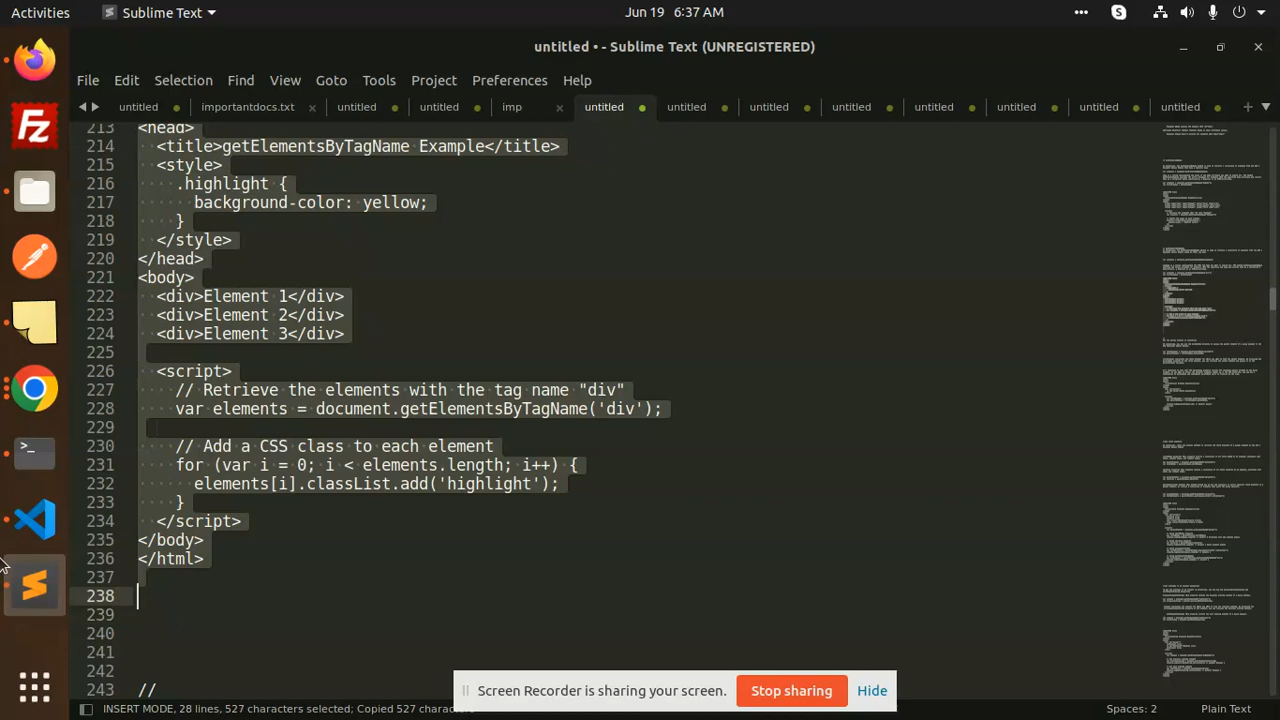 Activities Sublime Text Jun 19 6:37 AM
untitled • - Sublime Text (UNREGISTERED)
File Edit Selection Find View Goto Tools Project Preferences Help
untitled importantdocs.txt untitled untitled imp untitled untitled untitled untitled untitled untitled untitled untitled
213 <head>
214 <title>getElementsByTagName Example</title>
215 <style>
216 .highlight {
217 background-color: yellow;
218 }
219 </style>
220 </head>
221 <body>
222 <div>Element 1</div>
223 <div>Element 2</div>
224 <div>Element 3</div>
225
226 <script>
227 // Retrieve the elements with the tag name "div"
228 var elements = document.getElementsByTagName('div');
229
230 // Add a CSS class to each element
231 for (var i = 0; i < elements.length; i++) {
232 elements[i].classList.add('highlight');
233 }
234 </script>
235 </body>
236 </html>
237
238
239
240
241
242
243 //
Screen Recorder is sharing your screen. Stop sharing Hide
INSERT MODE, 28 lines, 527 characters selected; Copied 527 characters Spaces: 2 Plain Text